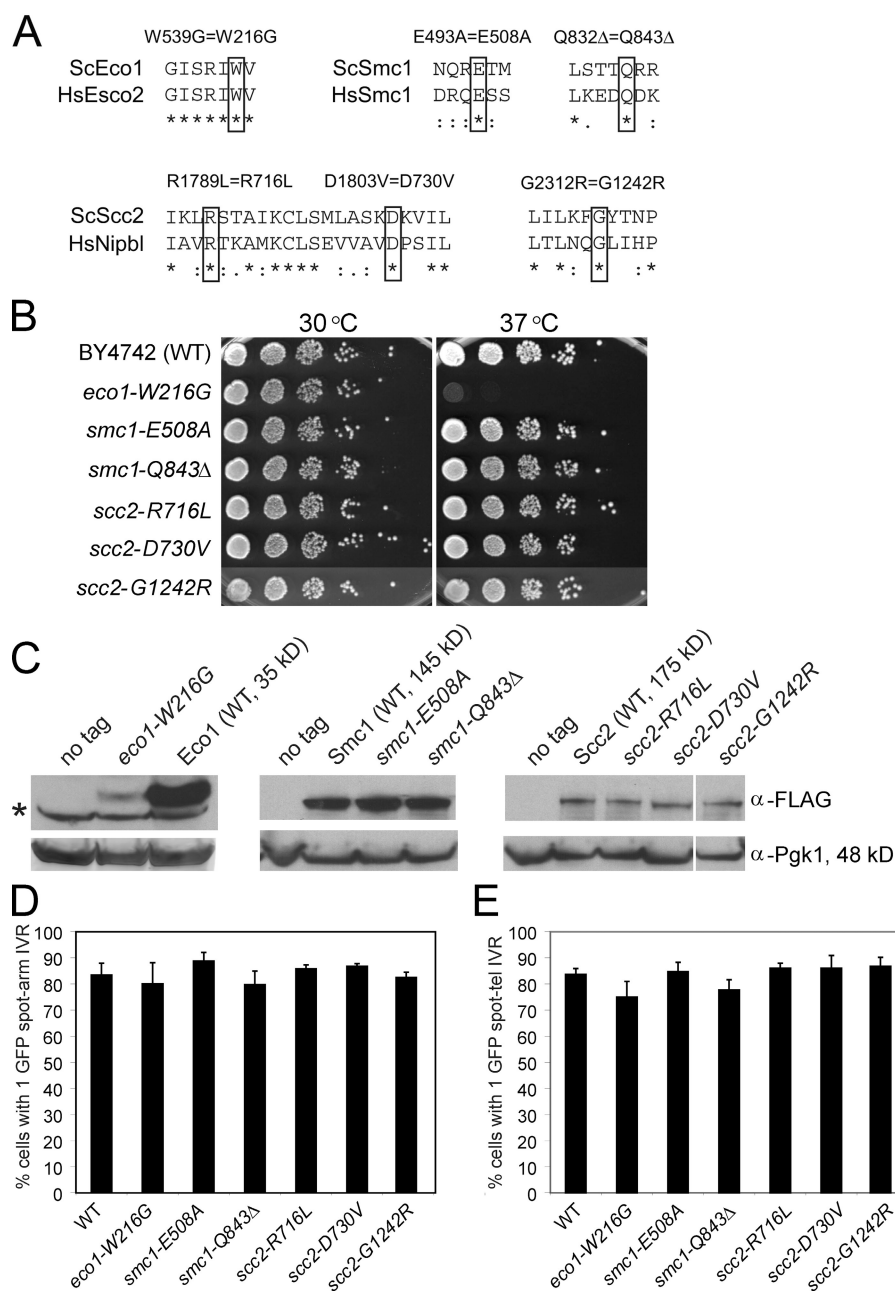 A
W539G=W216G
E493A=E508A
Q832Δ=Q843Δ
ScEco1 GISRIWV
HsEsco2 GISRIWV
*******
ScSmc1 NQRETM LSTTQRR
HsSmc1 DRQESS LKEDQDK
:::*: *. * :
R1789L=R716L
D1803V=D730V
G2312R=G1242R
ScScc2 IKLRSTAIKCLSMLASKDKVIL LILKFGYTNP
HsNipbl IAVRTKAMKCLSEVVAVDPSIL LTLNQGLIHP
* :*:.*:**** :.: * ** * *: * :*
B
30 °C
37 °C
BY4742 (WT)
eco1-W216G
smc1-E508A
smc1-Q843Δ
scc2-R716L
scc2-D730V
scc2-G1242R
C
no tag
eco1-W216G
Eco1 (WT, 35 kD)
no tag
Smc1 (WT, 145 kD)
smc1-E508A
smc1-Q843Δ
no tag
Scc2 (WT, 175 kD)
scc2-R716L
scc2-D730V
scc2-G1242R
*
α-FLAG
α-Pgk1, 48 kD
D
% cells with 1 GFP spot-arm IVR
100
90
80
70
60
50
40
30
20
10
0
WT
eco1-W216G
smc1-E508A
smc1-Q843Δ
scc2-R716L
scc2-D730V
scc2-G1242R
E
% cells with 1 GFP spot-tel IVR
100
90
80
70
60
50
40
30
20
10
0
WT
eco1-W216G
smc1-E508A
smc1-Q843Δ
scc2-R716L
scc2-D730V
scc2-G1242R